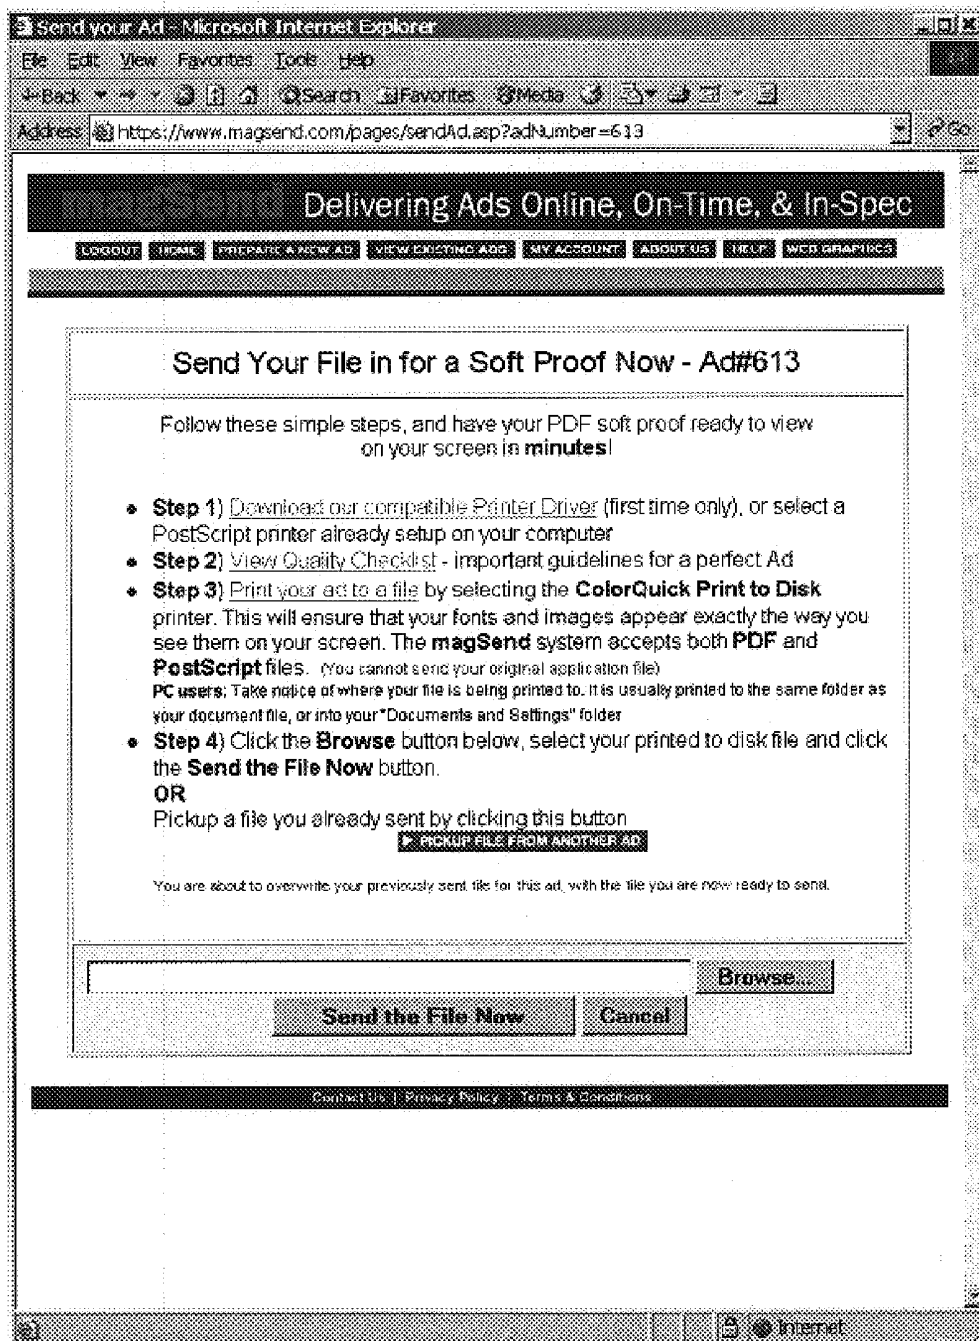 Send your Ad - Microsoft Internet Explorer
File Edit View Favorites Tools Help
Back Search Favorites Media
Address https://www.magsend.com/pages/sendAd.asp?adNumber=613 Go
magSend Delivering Ads Online, On-Time, & In-Spec
LOGOUT HOME PREPARE A NEW AD VIEW EXISTING ADS MY ACCOUNT ABOUT US HELP WEB GRAPHICS
Send Your File in for a Soft Proof Now - Ad#613
Follow these simple steps, and have your PDF soft proof ready to view
on your screen in minutes!
• Step 1) Download our compatible Printer Driver (first time only), or select a
PostScript printer already setup on your computer
• Step 2) View Quality Checklist - important guidelines for a perfect Ad
• Step 3) Print your ad to a file by selecting the ColorQuick Print to Disk
printer. This will ensure that your fonts and images appear exactly the way you
see them on your screen. The magSend system accepts both PDF and
PostScript files. (You cannot send your original application file)
PC users: Take notice of where your file is being printed to. It is usually printed to the same folder as
your document file, or into your "Documents and Settings" folder
• Step 4) Click the Browse button below, select your printed to disk file and click
the Send the File Now button.
OR
Pickup a file you already sent by clicking this button
PICKUP FILE FROM ANOTHER AD
You are about to overwrite your previously sent file for this ad, with the file you are now ready to send.
Browse...
Send the File Now Cancel
Contact Us | Privacy Policy | Terms & Conditions
Internet